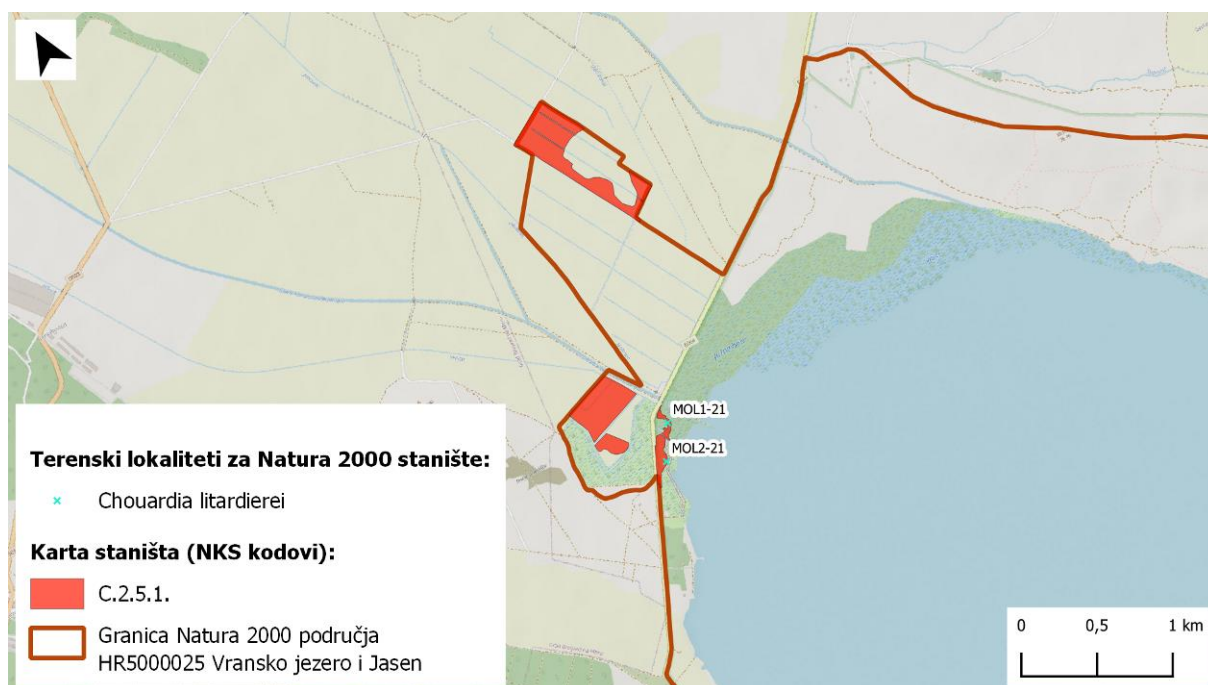 MOL1-21
MOL2-21
Terenski lokaliteti za Natura 2000 stanište:
Chouardia litardierei
Karta staništa (NKS kodovi):
C.2.5.1.
Granica Natura 2000 područja
HR5000025 Vransko jezero i Jasen
0 0,5 1 km